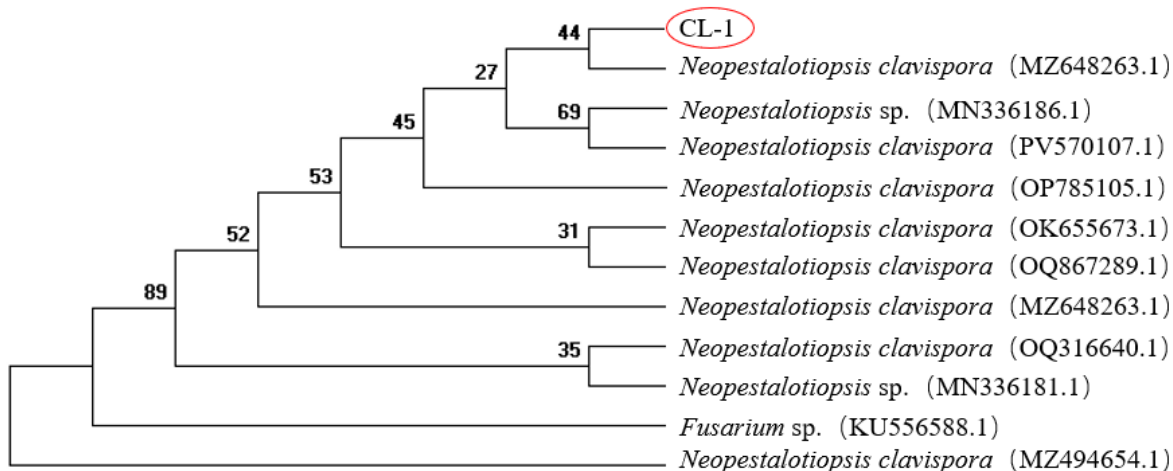 CL-1
44
Neopestalotiopsis clavispora (MZ648263.1)
27
Neopestalotiopsis sp. (MN336186.1)
69
Neopestalotiopsis clavispora (PV570107.1)
45
Neopestalotiopsis clavispora (OP785105.1)
53
Neopestalotiopsis clavispora (OK655673.1)
31
Neopestalotiopsis clavispora (OQ867289.1)
52
Neopestalotiopsis clavispora (MZ648263.1)
89
Neopestalotiopsis clavispora (OQ316640.1)
35
Neopestalotiopsis sp. (MN336181.1)
Fusarium sp. (KU556588.1)
Neopestalotiopsis clavispora (MZ494654.1)